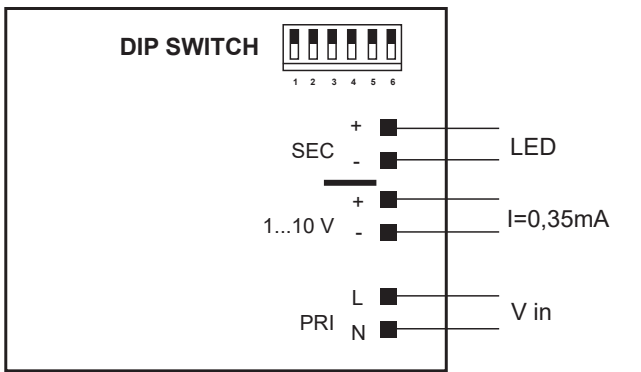 DIP SWITCH
1 2 3 4 5 6
+
SEC
-
LED
+
1...10 V
-
I=0,35mA
L
PRI
N
V in